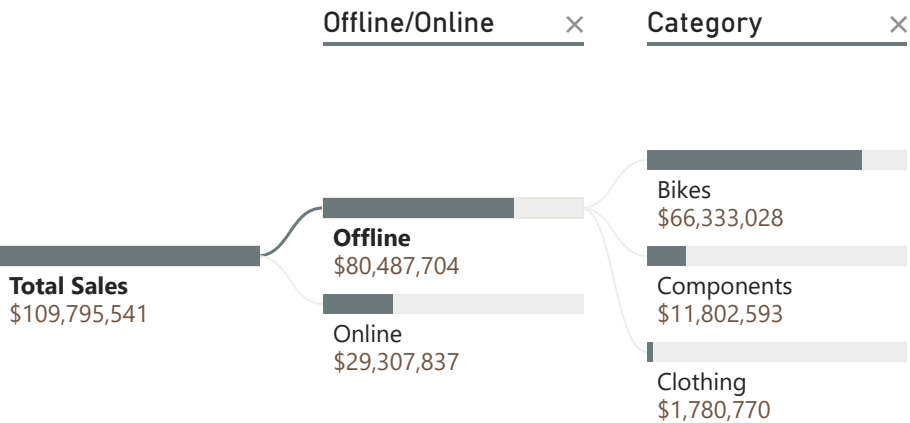 Offline/Online ×
Category ×
Total Sales
$109,795,541
Offline
$80,487,704
Online
$29,307,837
Bikes
$66,333,028
Components
$11,802,593
Clothing
$1,780,770